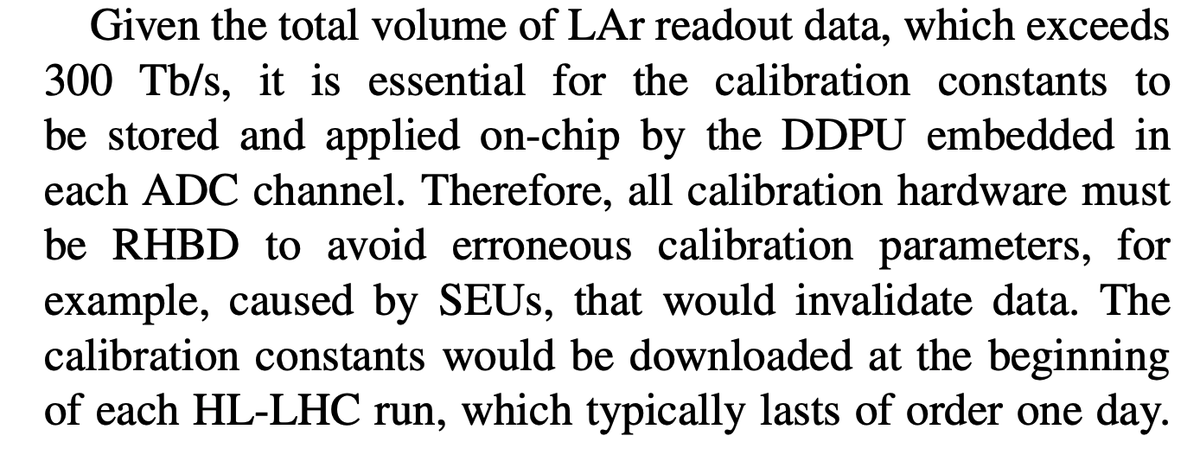 Given the total volume of LAr readout data, which exceeds
300 Tb/s, it is essential for the calibration constants to
be stored and applied on-chip by the DDPU embedded in
each ADC channel. Therefore, all calibration hardware must
be RHBD to avoid erroneous calibration parameters, for
example, caused by SEUs, that would invalidate data. The
calibration constants would be downloaded at the beginning
of each HL-LHC run, which typically lasts of order one day.